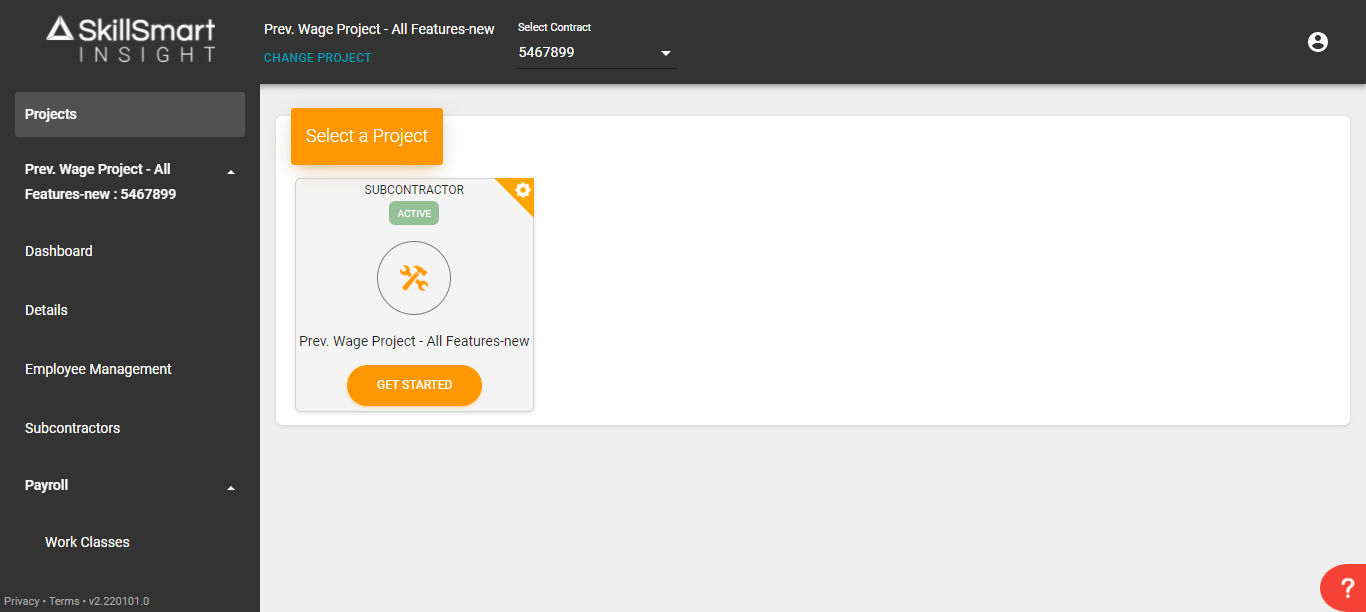 SkillSmart
INSIGHT
Prev. Wage Project - All Features-new
CHANGE PROJECT
Select Contract
5467899
Projects
Prev. Wage Project - All
Features-new : 5467899
Dashboard
Details
Employee Management
Subcontractors
Payroll
Work Classes
Privacy • Terms • v2.220101.0
Select a Project
SUBCONTRACTOR
ACTIVE
Prev. Wage Project - All Features-new
GET STARTED
?